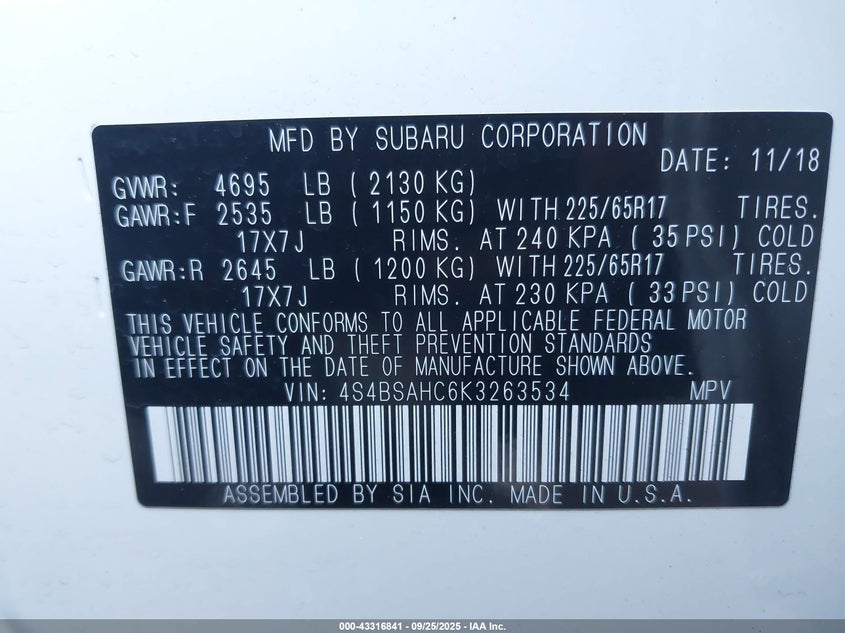 MFD BY SUBARU CORPORATION
DATE: 11/18
GVWR: 4695 LB ( 2130 KG)
GAWR:F 2535 LB ( 1150 KG) WITH 225/65R17 TIRES.
17X7J RIMS. AT 240 KPA ( 35 PSI) COLD
GAWR:R 2645 LB ( 1200 KG) WITH 225/65R17 TIRES.
17X7J RIMS. AT 230 KPA ( 33 PSI) COLD
THIS VEHICLE CONFORMS TO ALL APPLICABLE FEDERAL MOTOR
VEHICLE SAFETY AND THEFT PREVENTION STANDARDS
IN EFFECT ON THE DATE OF MANUFACTURE SHOWN ABOVE.
VIN: 4S4BSAHC6K3263534 MPV
ASSEMBLED BY SIA INC. MADE IN U.S.A.
000-43316841 - 09/25/2025 - IAA Inc.